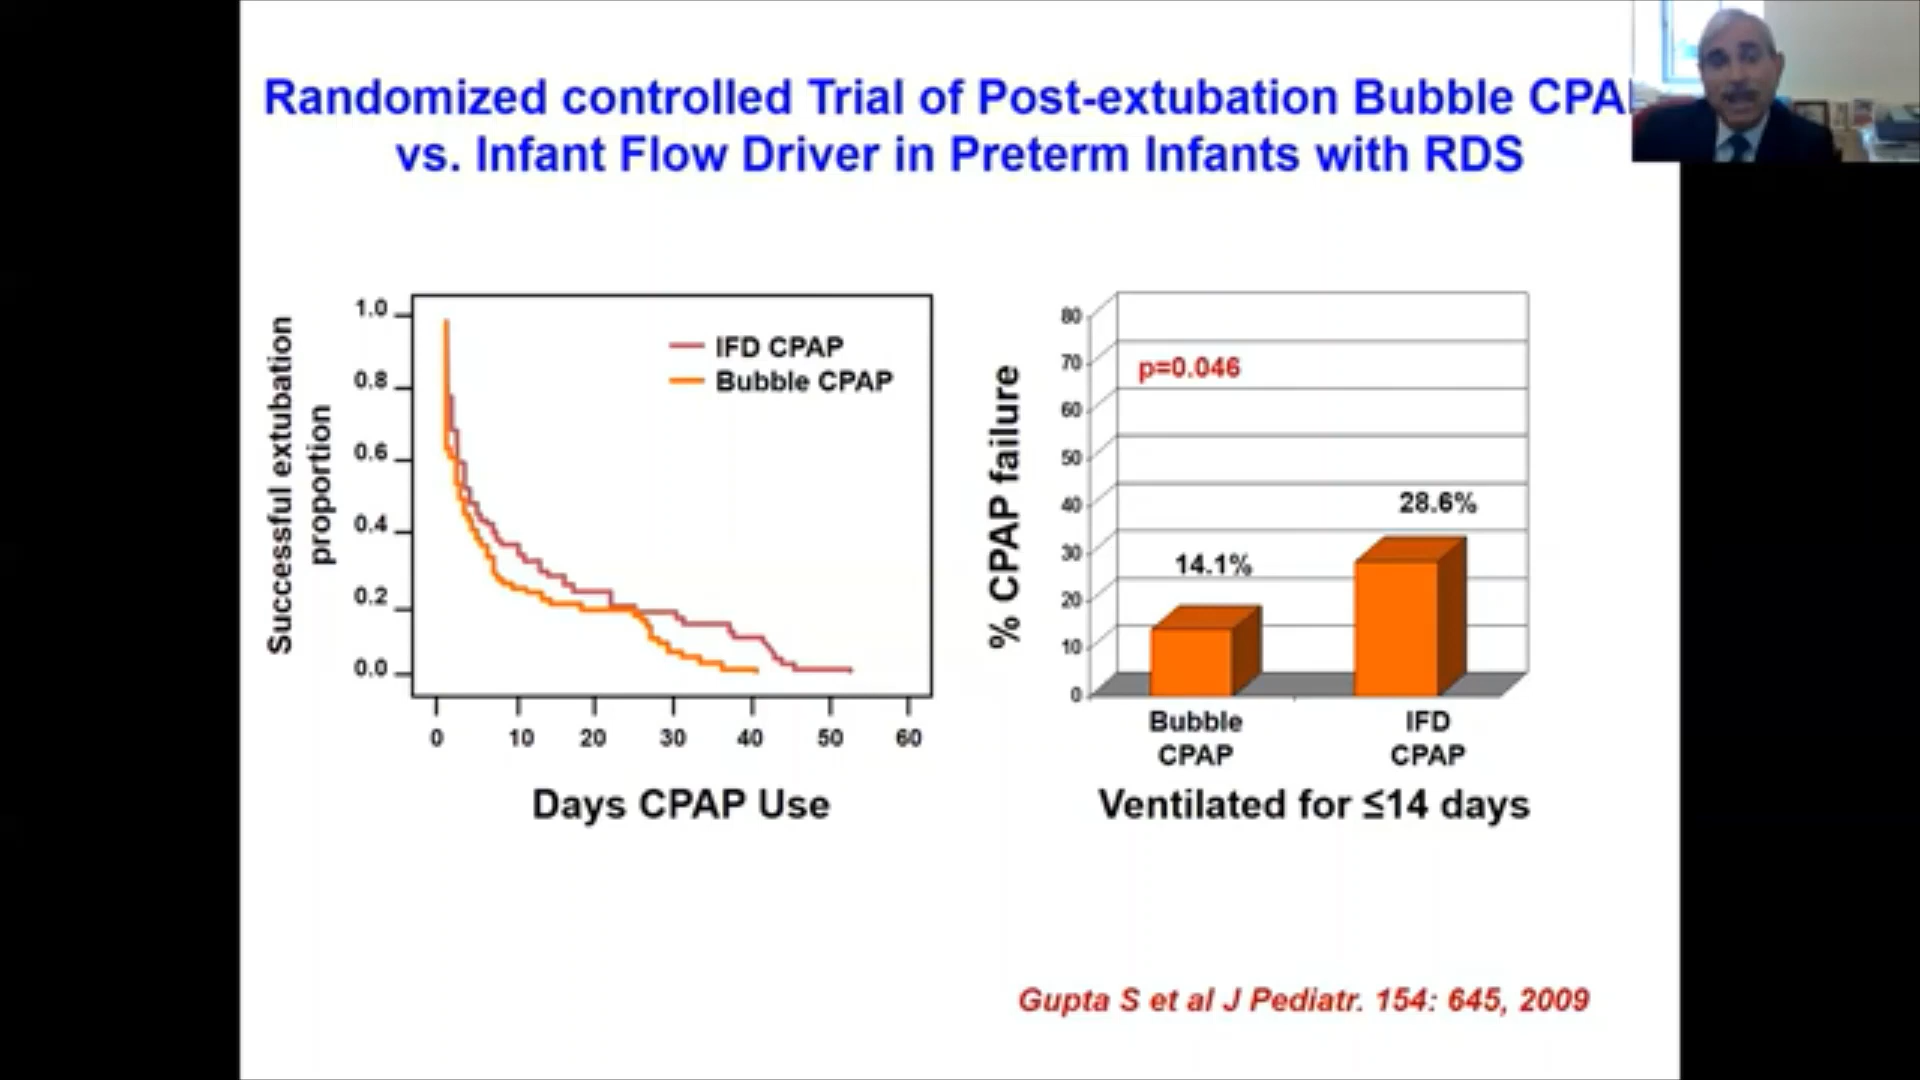 Randomized controlled Trial of Post-extubation Bubble CPA
vs. Infant Flow Driver in Preterm Infants with RDS
Successful extubation
proportion
1.0
0.8
0.6
0.4
0.2
0.0
IFD CPAP
Bubble CPAP
0 10 20 30 40 50 60
Days CPAP Use
% CPAP failure
80
70
60
50
40
30
20
10
0
p=0.046
14.1%
28.6%
Bubble
CPAP
IFD
CPAP
Ventilated for ≤14 days
Gupta S et al J Pediatr. 154: 645, 2009